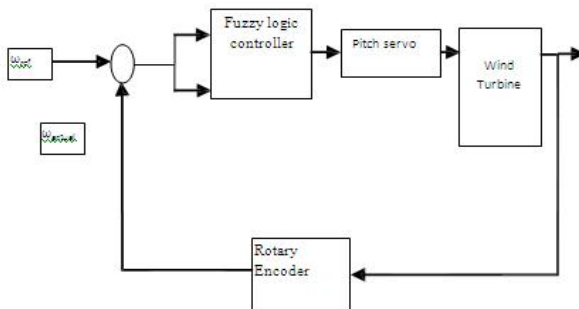 Fuzzy logic
controller
Pitch servo
Wind
Turbine
Rotary
Encoder